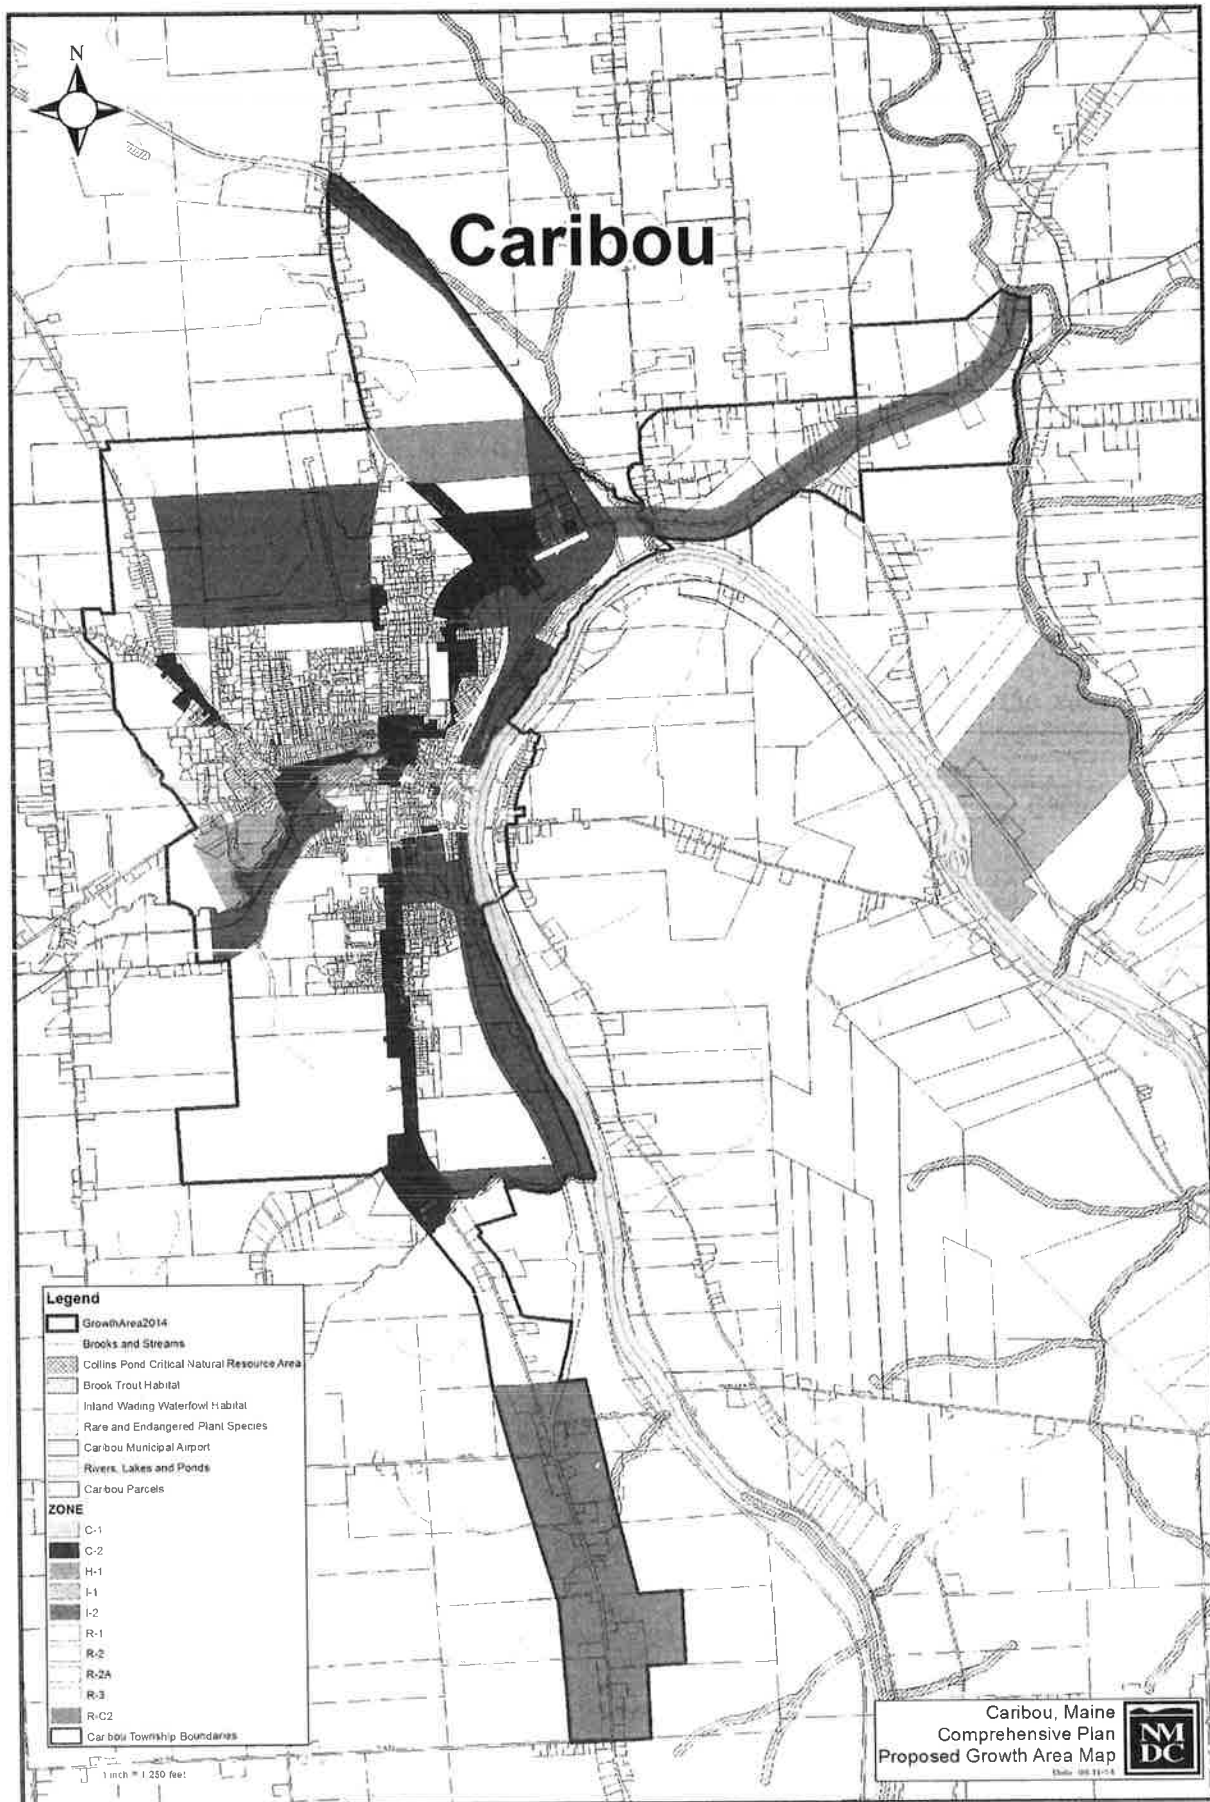 N
Caribou
Legend
GrowthArea2014
Brooks and Streams
Collins Pond Critical Natural Resource Area
Brook Trout Habitat
Inland Wading Waterfowl Habitat
Rare and Endangered Plant Species
Caribou Municipal Airport
Rivers, Lakes and Ponds
Caribou Parcels
ZONE
C-1
C-2
H-1
I-1
I-2
R-1
R-2
R-2A
R-3
R-C2
Caribou Township Boundaries
1 inch = 1,250 feet
Caribou, Maine
Comprehensive Plan
Proposed Growth Area Map
Date:
NM
DC